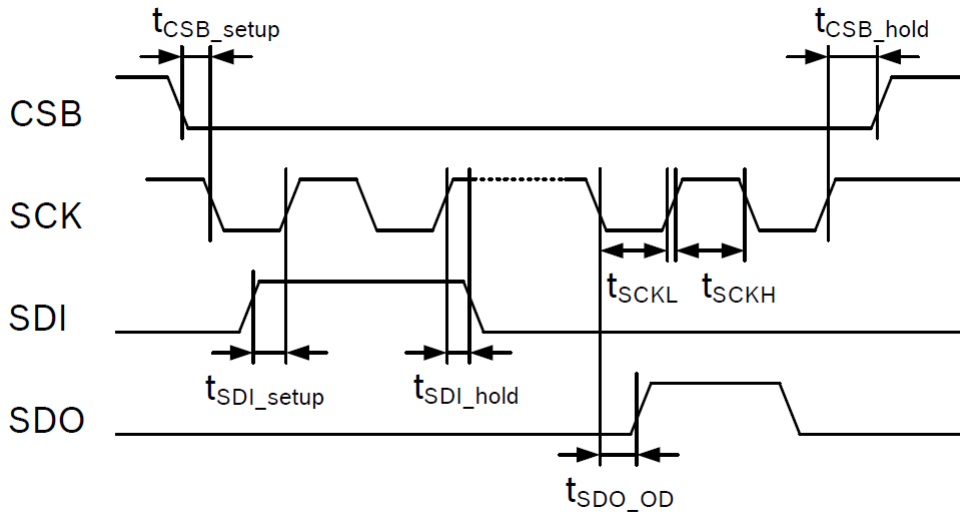 tCSB_setup
tCSB_hold
CSB
SCK
tSCKL
tSCKH
SDI
tSDI_setup
tSDI_hold
SDO
tSDO_OD